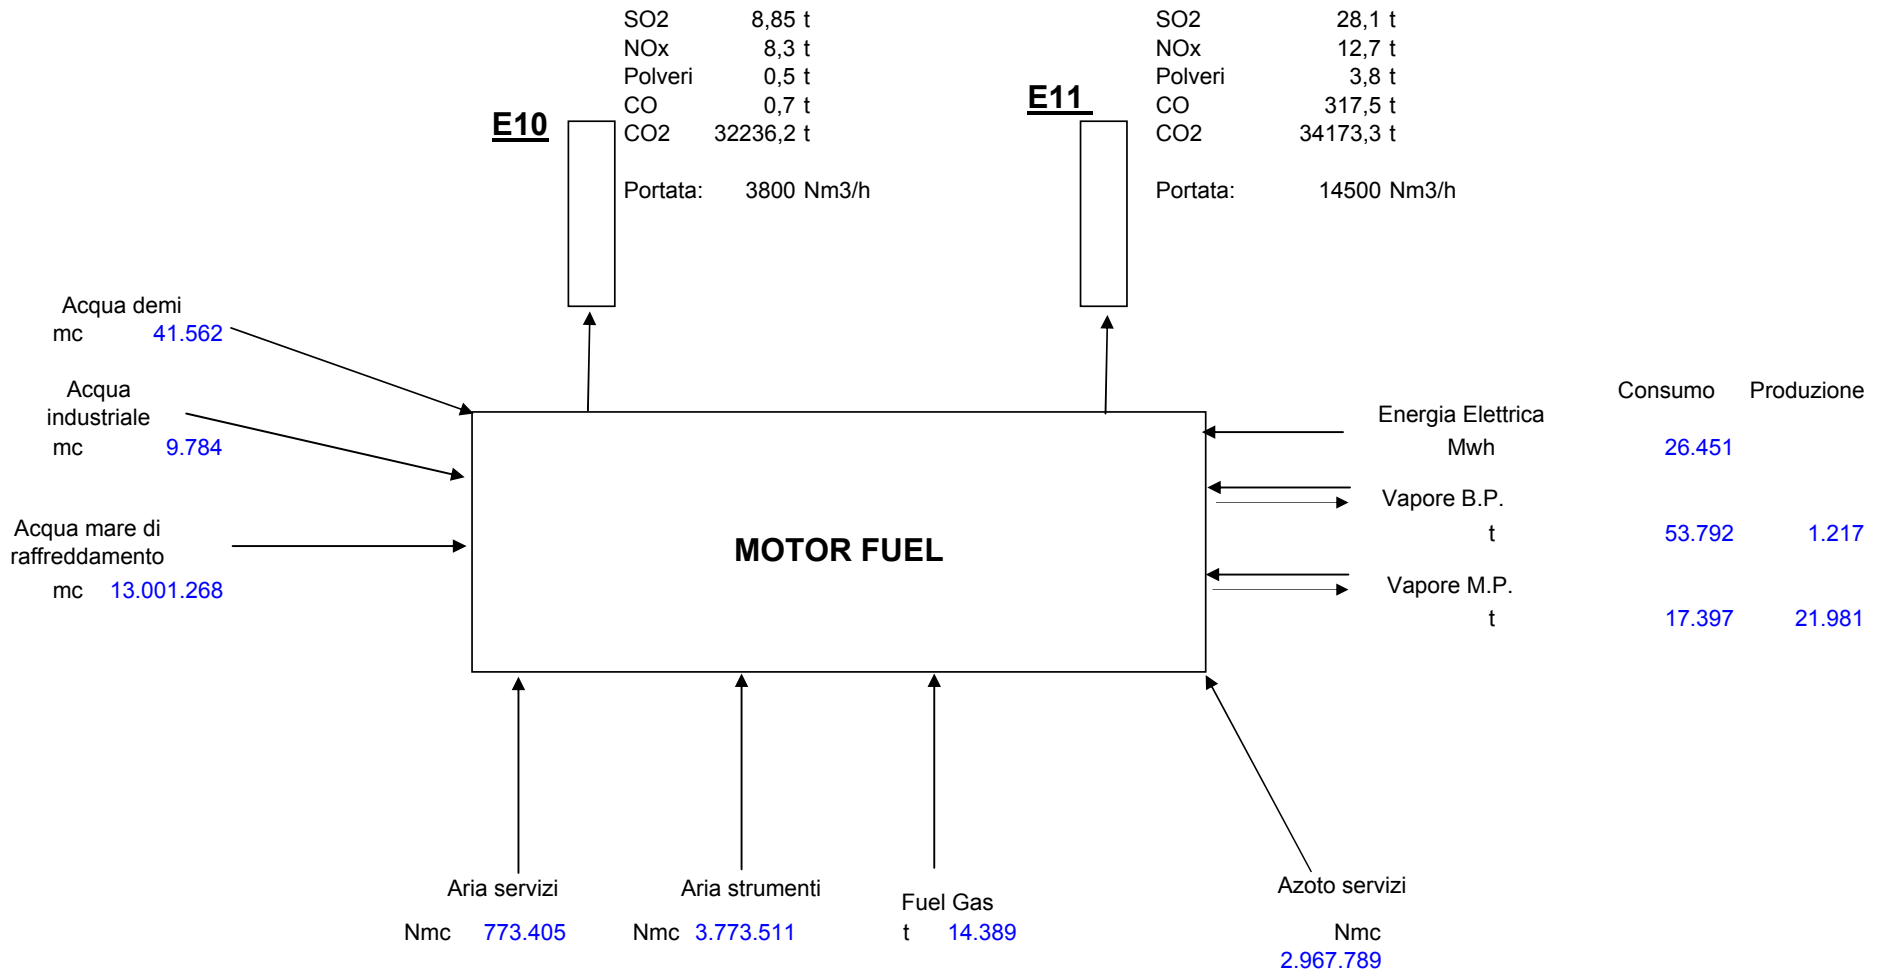 SO2 8,85 t
NOx 8,3 t
Polveri 0,5 t
CO 0,7 t
CO2 32236,2 t
Portata: 3800 Nm3/h
E10
SO2 28,1 t
NOx 12,7 t
Polveri 3,8 t
CO 317,5 t
CO2 34173,3 t
Portata: 14500 Nm3/h
E11
Acqua demi
mc 41.562
Acqua
industriale
mc 9.784
Acqua mare di
raffreddamento
mc 13.001.268
MOTOR FUEL
Consumo Produzione
Energia Elettrica
Mwh 26.451
Vapore B.P.
t 53.792 1.217
Vapore M.P.
t 17.397 21.981
Aria servizi
Nmc 773.405
Aria strumenti
Nmc 3.773.511
Fuel Gas
t 14.389
Azoto servizi
Nmc
2.967.789